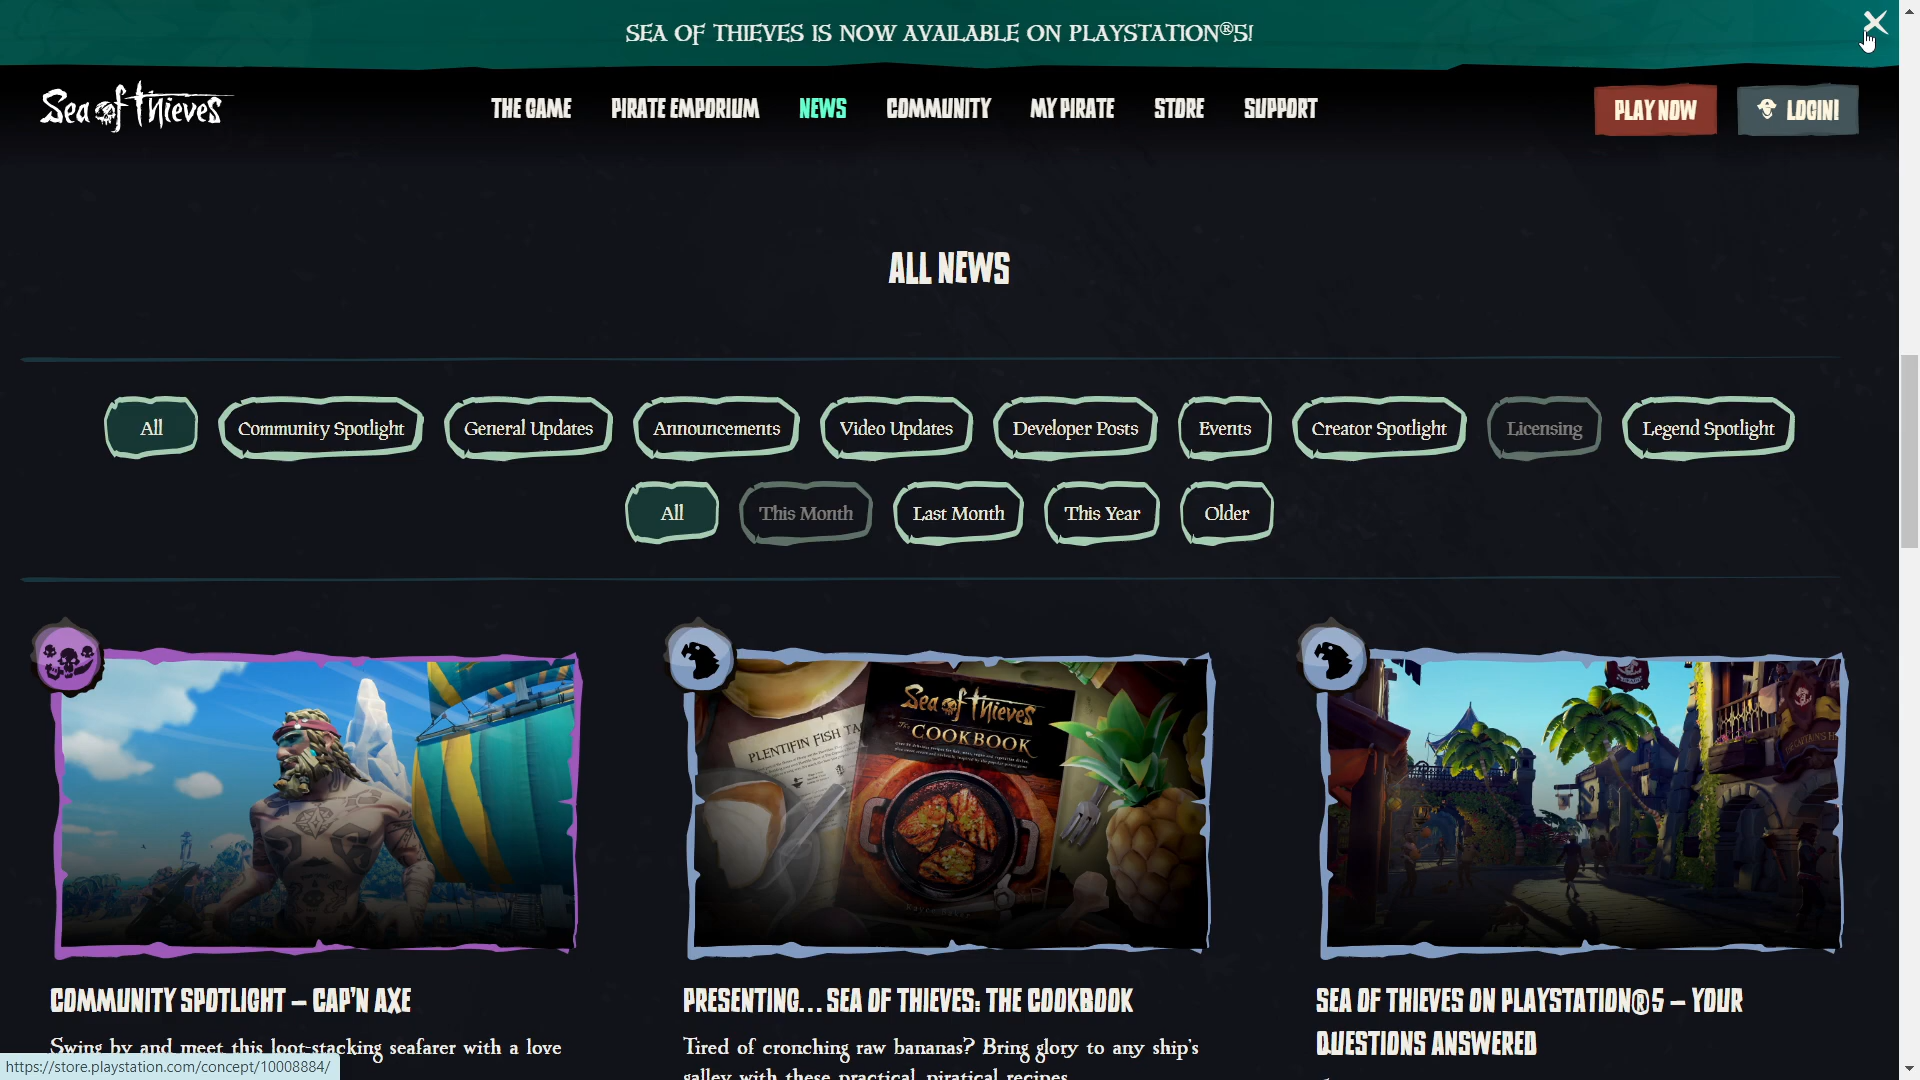 SEA OF THIEVES IS NOW AVAILABLE ON PLAYSTATION®5!
Sea of Thieves
THE GAME
PIRATE EMPORIUM
NEWS
COMMUNITY
MY PIRATE
STORE
SUPPORT
PLAY NOW
LOGIN!
ALL NEWS
All
Community Spotlight
General Updates
Announcements
Video Updates
Developer Posts
Events
Creator Spotlight
Licensing
Legend Spotlight
All
This Month
Last Month
This Year
Older
PLENTIFIN FISH TA
Sea of Thieves
The
COOKBOOK
COMMUNITY SPOTLIGHT – CAP'N AXE
Swing by and meet this loot-stacking seafarer with a love
PRESENTING… SEA OF THIEVES: THE COOKBOOK
Tired of cronching raw bananas? Bring glory to any ship's
galley with these practical, piratical recipes
SEA OF THIEVES ON PLAYSTATION®5 – YOUR
QUESTIONS ANSWERED
https://store.playstation.com/concept/10008884/